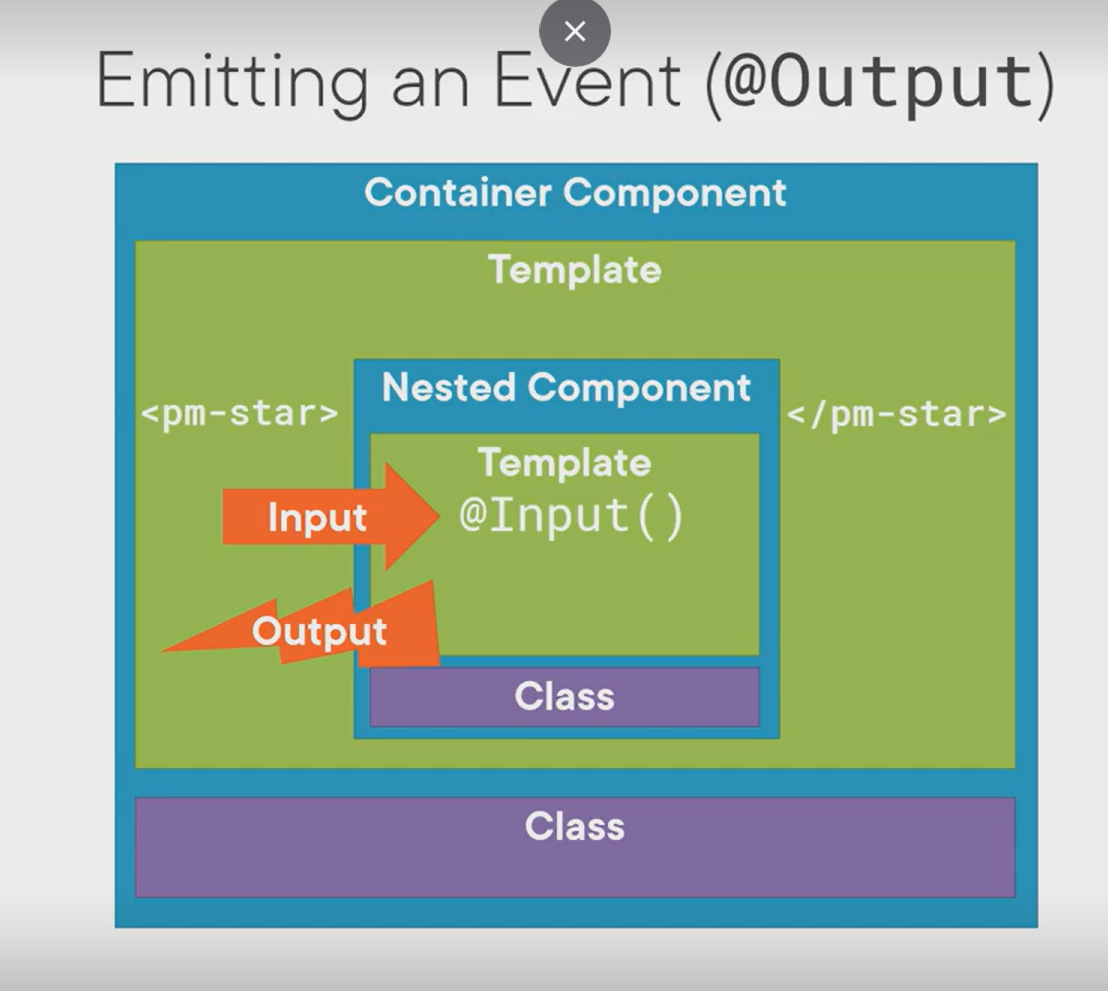 Emitting an Event (@Output)
Container Component
Template
Nested Component
<pm-star>
</pm-star>
Template
@Input()
Input
Output
Class
Class